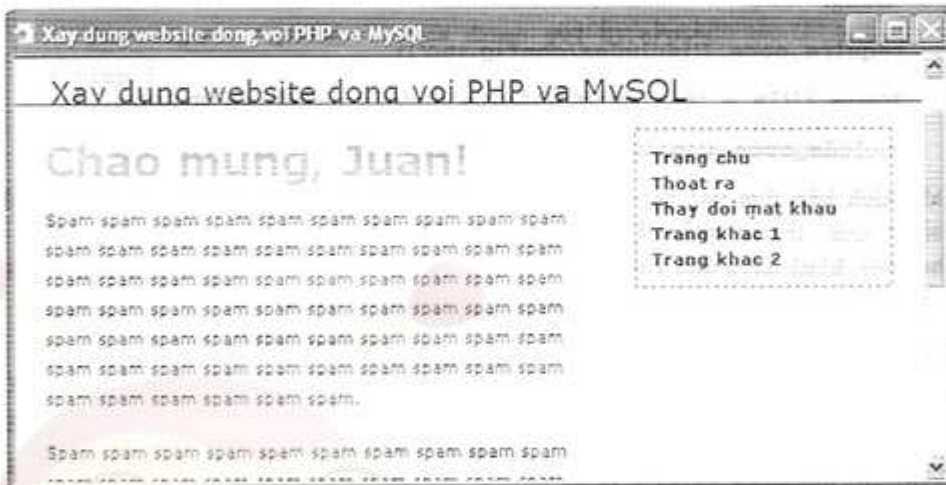 Xay dung website dong voi PHP va MySQL
Xay dung website dong voi PHP va MySQL
Chao mung, Juan!
Spam spam spam spam spam spam spam spam spam spam
spam spam spam spam spam spam spam spam spam spam
spam spam spam spam spam spam spam spam spam spam
spam spam spam spam spam spam spam spam spam spam
spam spam spam spam spam spam spam spam spam spam
spam spam spam spam spam spam spam spam spam spam
spam spam spam spam spam spam.
Spam spam spam spam spam spam spam spam spam spam
Trang chu
Thoat ra
Thay doi mat khau
Trang khac 1
Trang khac 2